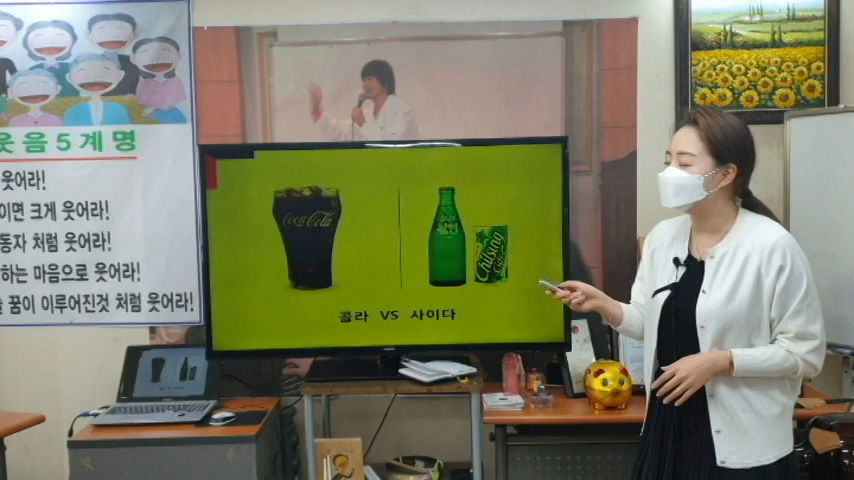 웃음5계명
웃어라!
이면 크게 웃어라!
동자 처럼 웃어라!
하는 마음으로 웃어라!
꿈이 이루어진것 처럼 웃어라!
Coca-Cola
Chilsung
Cider
콜라 VS 사이다